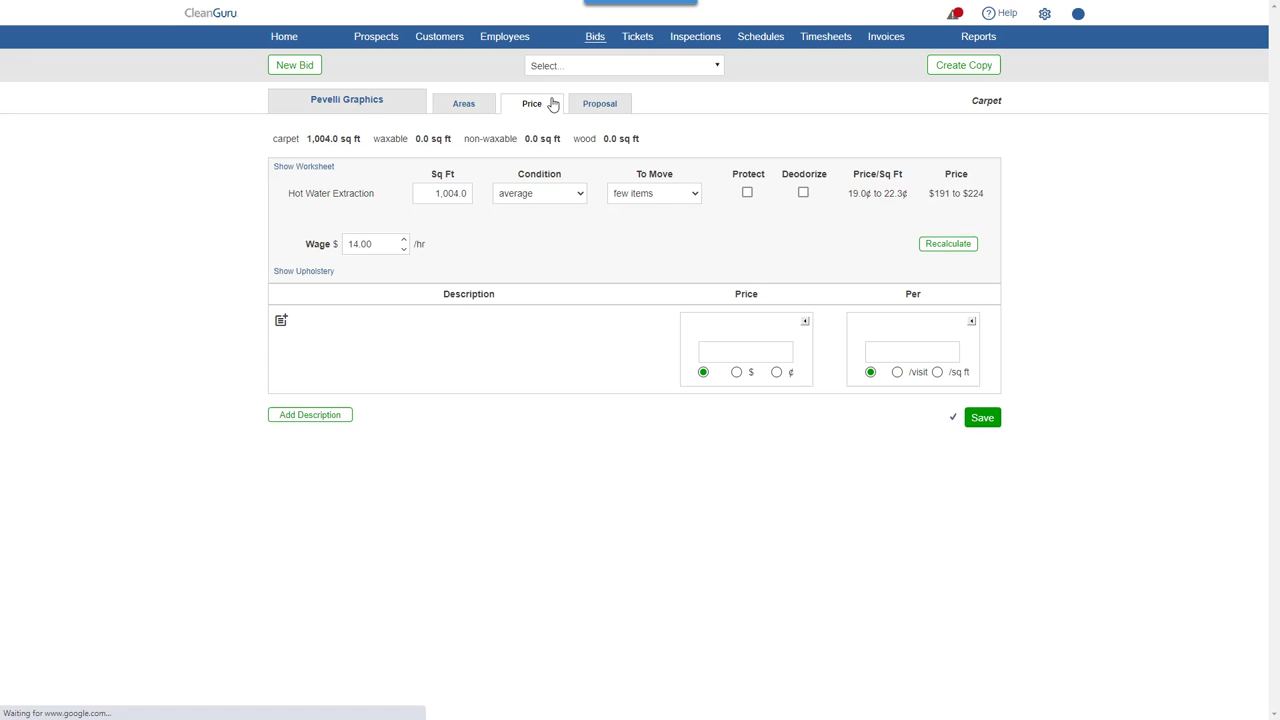 CleanGuru
Help
Home Prospects Customers Employees Bids Tickets Inspections Schedules Timesheets Invoices Reports
New Bid Select... Create Copy
Pevelli Graphics Areas Price Proposal Carpet
carpet 1,004.0 sq ft waxable 0.0 sq ft non-waxable 0.0 sq ft wood 0.0 sq ft
Show Worksheet
Sq Ft Condition To Move Protect Deodorize Price/Sq Ft Price
Hot Water Extraction 1,004.0 average few items 19.0¢ to 22.3¢ $191 to $224
Wage $ 14.00 /hr Recalculate
Show Upholstery
Description Price Per
$ ¢ /visit /sq ft
Add Description Save
Waiting for www.google.com...